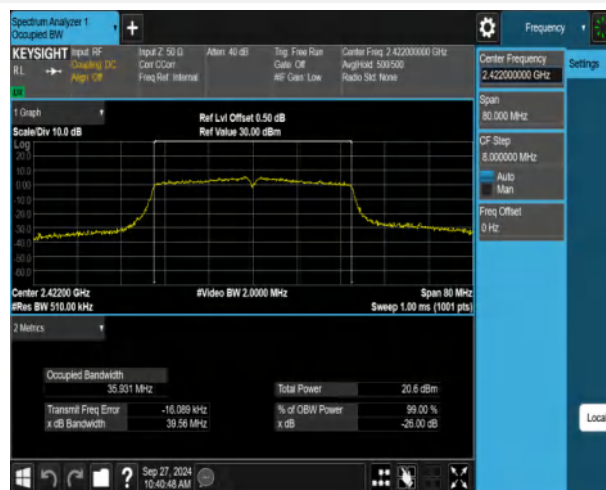 Spectrum Analyzer 1
Occupied BW
Frequency
KEYSIGHT
Input: RF
Input Z: 50 Ω
Atten: 40 dB
Trig: Free Run
Center Freq: 2.422000000 GHz
RL
Coupling: DC
Corr CCorr
Gate: Off
Avg|Hold: 500/500
Align: Off
Freq Ref: Internal
#IF Gain: Low
Radio Std: None
Center Frequency
2.422000000 GHz
Settings
Span
80.000 MHz
CF Step
8.000000 MHz
Auto
Man
Freq Offset
0 Hz
1 Graph
Ref Lvl Offset 0.50 dB
Scale/Div 10.0 dB
Ref Value 30.00 dBm
Log
20.0
10.0
0.00
-10.0
-20.0
-30.0
-40.0
-50.0
-60.0
Center 2.42200 GHz
#Video BW 2.0000 MHz
Span 80 MHz
#Res BW 510.00 kHz
Sweep 1.00 ms (1001 pts)
2 Metrics
Occupied Bandwidth
35.931 MHz
Total Power
20.6 dBm
Transmit Freq Error
-16.089 kHz
% of OBW Power
99.00 %
x dB Bandwidth
39.56 MHz
x dB
-26.00 dB
Local
?
Sep 27, 2024
10:40:48 AM